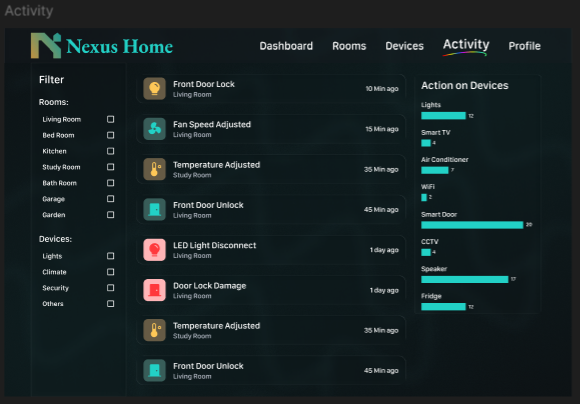 Activity
Nexus Home
Dashboard
Rooms
Devices
Activity
Profile
Filter
Rooms:
Living Room
Bed Room
Kitchen
Study Room
Bath Room
Garage
Garden
Devices:
Lights
Climate
Security
Others
Front Door Lock
Living Room
10 Min ago
Fan Speed Adjusted
Living Room
15 Min ago
Temperature Adjusted
Study Room
35 Min ago
Front Door Unlock
Living Room
45 Min ago
LED Light Disconnect
Living Room
1 day ago
Door Lock Damage
Living Room
1 day ago
Temperature Adjusted
Study Room
35 Min ago
Front Door Unlock
Living Room
45 Min ago
Action on Devices
Lights
12
Smart TV
4
Air Conditioner
7
WiFi
Smart Door
20
CCTV
4
Speaker
17
Fridge
12